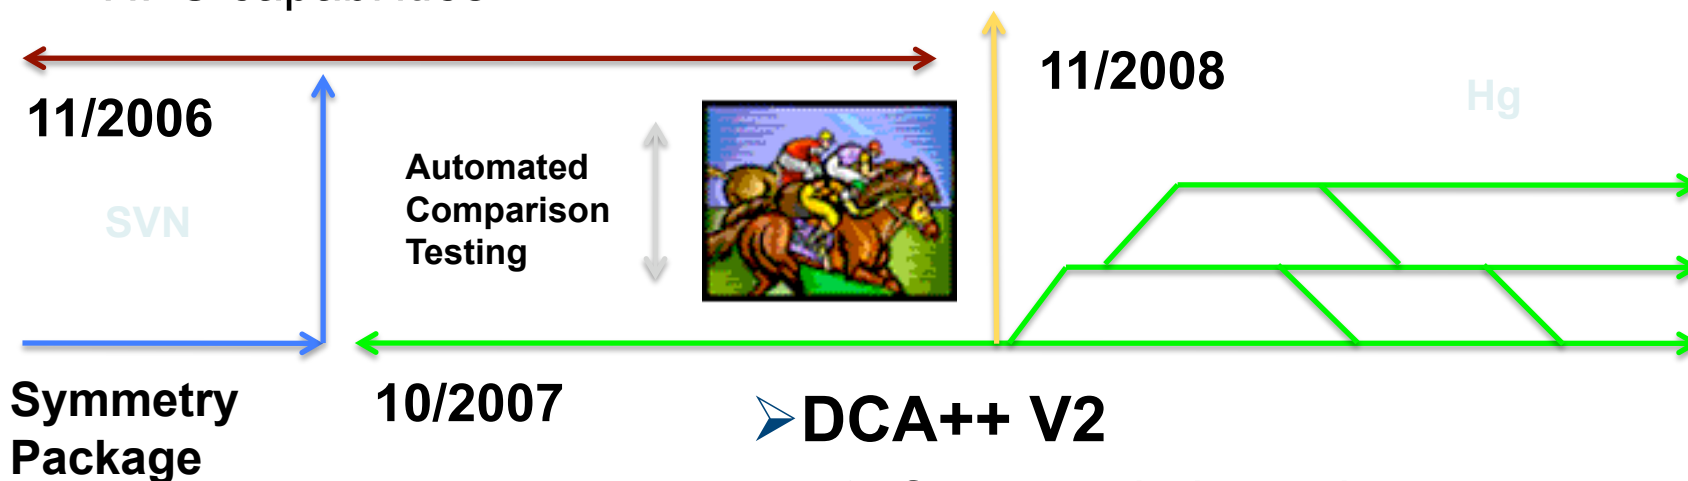 11/2006
11/2008
Hg
Automated
Comparison
Testing
SVN
Symmetry
Package
10/2007
➢DCA++ V2